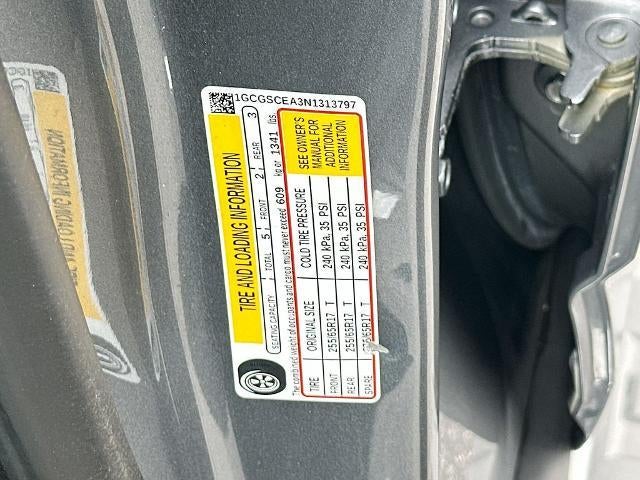 1GCGSCEA3N1313797
TIRE AND LOADING INFORMATION
SEATING CAPACITY TOTAL 5 FRONT 2 REAR 3
The combined weight of occupants and cargo must never exceed 609 kg or 1341 lbs.
TIRE ORIGINAL SIZE COLD TIRE PRESSURE
FRONT 255/65R17 T 240 kPa, 35 PSI
REAR 255/65R17 T 240 kPa, 35 PSI
SPARE 65R17 T 240 kPa, 35 PSI
SEE OWNER'S
MANUAL FOR
ADDITIONAL
INFORMATION